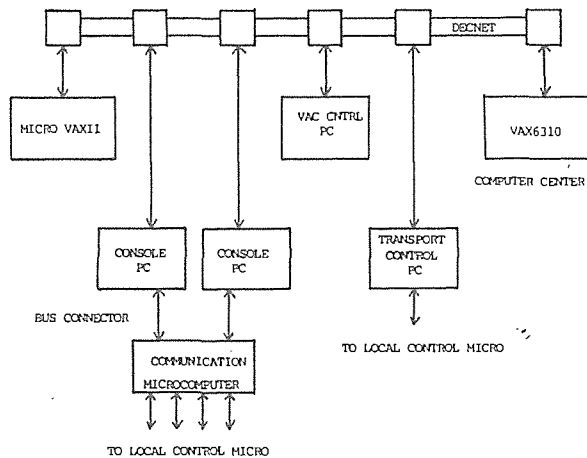 DECNET
MICRO VAXII
VAC CNTRL
PC
VAX6310
COMPUTER CENTER
CONSOLE
PC
CONSOLE
PC
TRANSPORT
CONTROL
PC
BUS CONNECTOR
TO LOCAL CONTROL MICRO
COMMUNICATION
MICROCOMPUTER
TO LOCAL CONTROL MICRO